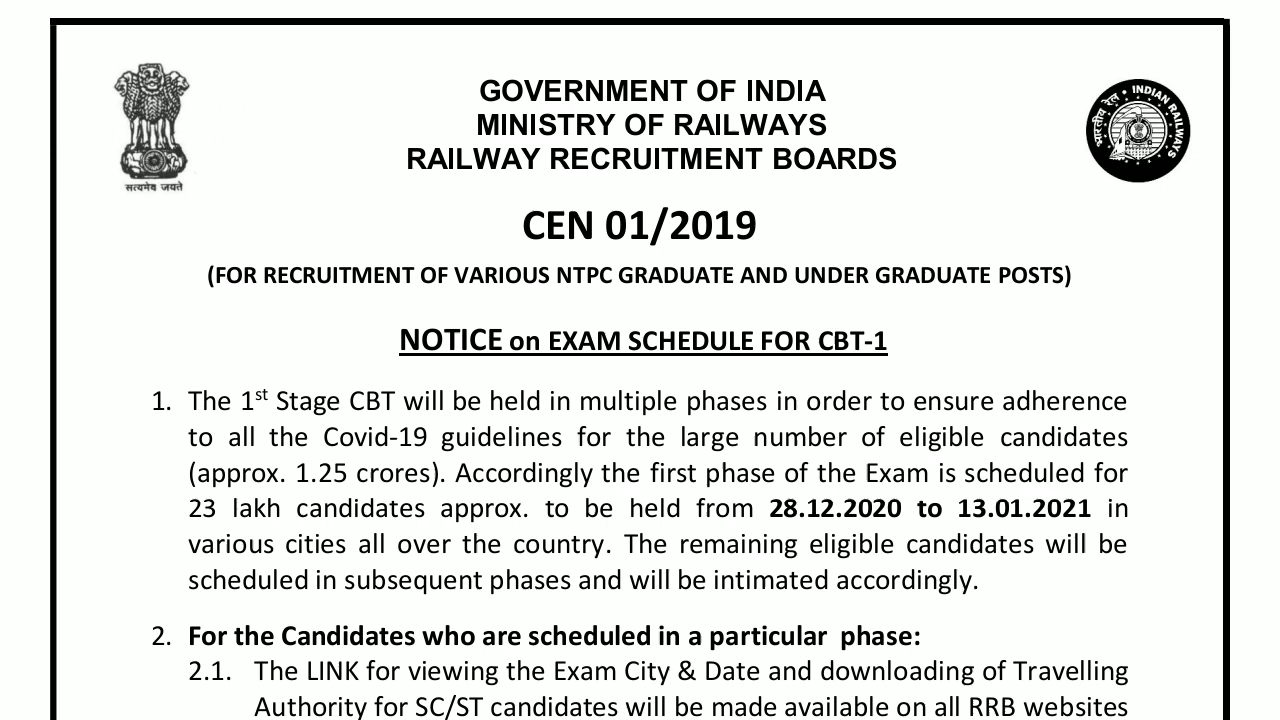 GOVERNMENT OF INDIA
MINISTRY OF RAILWAYS
RAILWAY RECRUITMENT BOARDS
सत्यमेव जयते
भारतीय रेल • INDIAN RAILWAYS
CEN 01/2019
(FOR RECRUITMENT OF VARIOUS NTPC GRADUATE AND UNDER GRADUATE POSTS)
NOTICE on EXAM SCHEDULE FOR CBT-1
1. The 1st Stage CBT will be held in multiple phases in order to ensure adherence
to all the Covid-19 guidelines for the large number of eligible candidates
(approx. 1.25 crores). Accordingly the first phase of the Exam is scheduled for
23 lakh candidates approx. to be held from 28.12.2020 to 13.01.2021 in
various cities all over the country. The remaining eligible candidates will be
scheduled in subsequent phases and will be intimated accordingly.
2. For the Candidates who are scheduled in a particular phase:
2.1. The LINK for viewing the Exam City & Date and downloading of Travelling
Authority for SC/ST candidates will be made available on all RRB websites